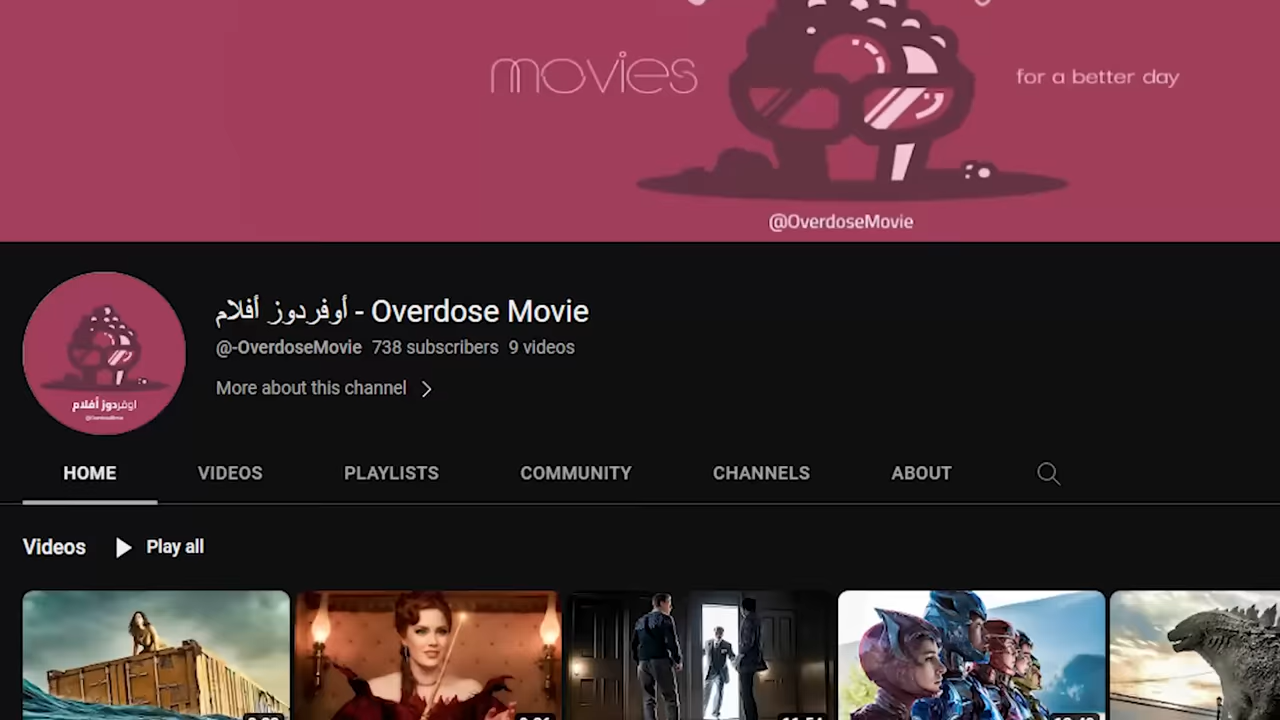 movies
for a better day
@OverdoseMovie
أوفردوز أفلام - Overdose Movie
@-OverdoseMovie 738 subscribers 9 videos
More about this channel
اوفردوز أفلام
HOME VIDEOS PLAYLISTS COMMUNITY CHANNELS ABOUT
Videos Play all